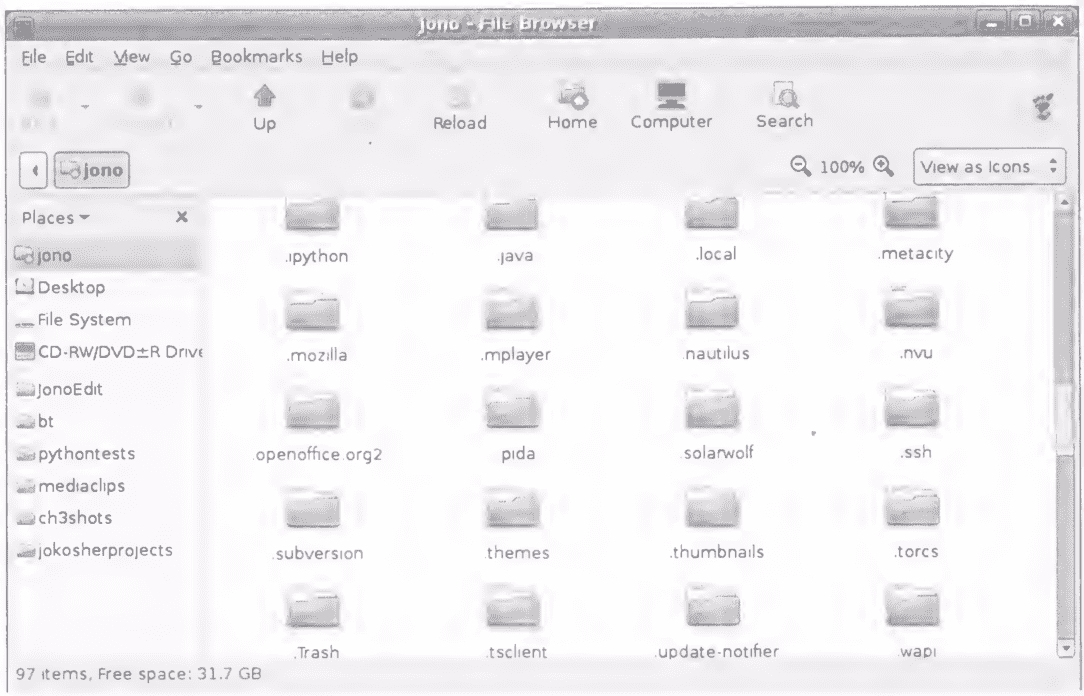 jono - File Browser
File Edit View Go Bookmarks Help
Up Reload Home Computer Search
jono 100% View as Icons
Places
jono
Desktop
File System
CD-RW/DVD±R Drive
JonoEdit
bt
pythontests
mediaclips
ch3shots
jokosherprojects
.ipython .java .local .metacity
.mozilla .mplayer .nautilus .nvu
.openoffice.org2 pida .solarwolf .ssh
.subversion themes .thumbnails .torcs
.Trash .tsclient .update-notifier .wapi
97 items, Free space: 31.7 GB